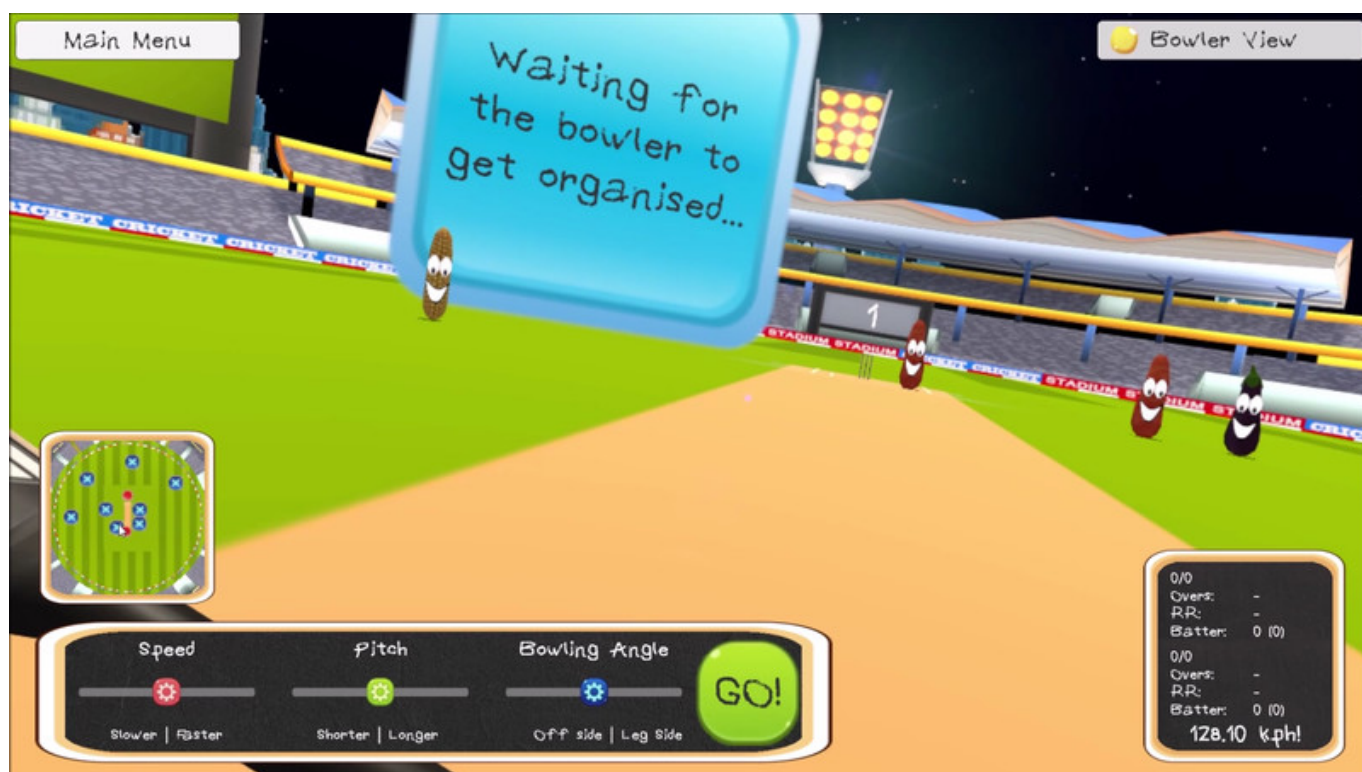 Main Menu
Bowler View
Waiting for
the bowler to
get organised...
ICKET CRICKET CRICKET CRICKET
1
STADIUM STADIUM CRICKET CRICKET STADIUM STADIUM CRIC
Speed
Slower | Faster
Pitch
Shorter | Longer
Bowling Angle
Off side | Leg Side
GO!
0/0
Overs: -
RR: -
Batter: 0 (0)
0/0
Overs: -
RR: -
Batter: 0 (0)
128.10 kph!